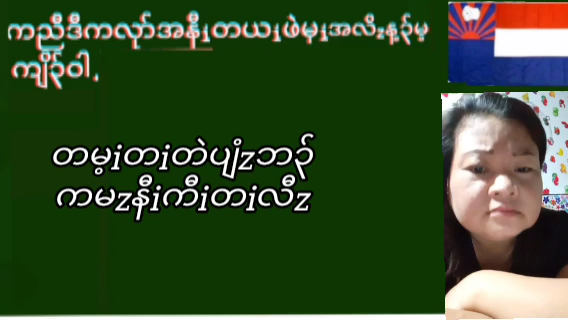 ကညီဒီကလုာ်အနီၤတယၤဖဲမုၤအလိzန့ၣ်မ့
ကျိၣ်ဝါ,
တမ့ၤတၤတဲပျံzဘၣ်
ကမzနီၤကီၤတၤလီz